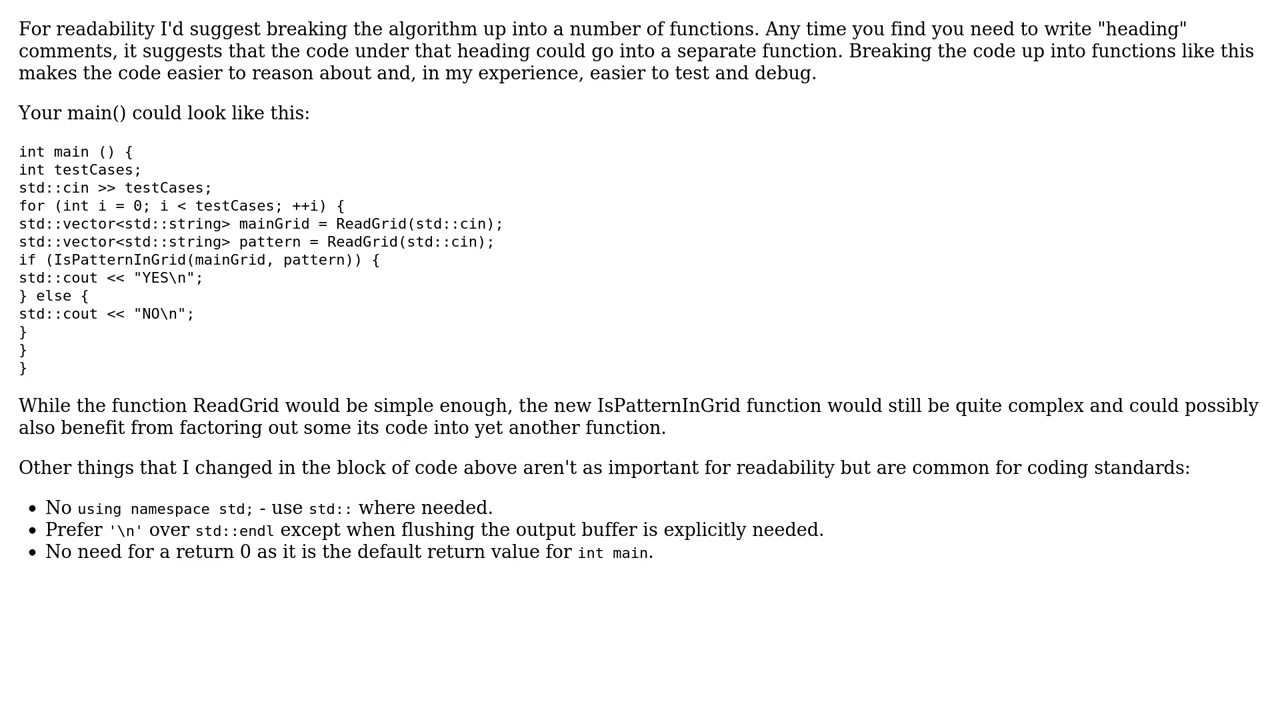 For readability I'd suggest breaking the algorithm up into a number of functions. Any time you find you need to write "heading"
comments, it suggests that the code under that heading could go into a separate function. Breaking the code up into functions like this
makes the code easier to reason about and, in my experience, easier to test and debug.
Your main() could look like this:
int main () {
int testCases;
std::cin >> testCases;
for (int i = 0; i < testCases; ++i) {
std::vector<std::string> mainGrid = ReadGrid(std::cin);
std::vector<std::string> pattern = ReadGrid(std::cin);
if (IsPatternInGrid(mainGrid, pattern)) {
std::cout << "YES\n";
} else {
std::cout << "NO\n";
}
}
}
While the function ReadGrid would be simple enough, the new IsPatternInGrid function would still be quite complex and could possibly
also benefit from factoring out some its code into yet another function.
Other things that I changed in the block of code above aren't as important for readability but are common for coding standards:
• No using namespace std; - use std:: where needed.
• Prefer '\n' over std::endl except when flushing the output buffer is explicitly needed.
• No need for a return 0 as it is the default return value for int main.